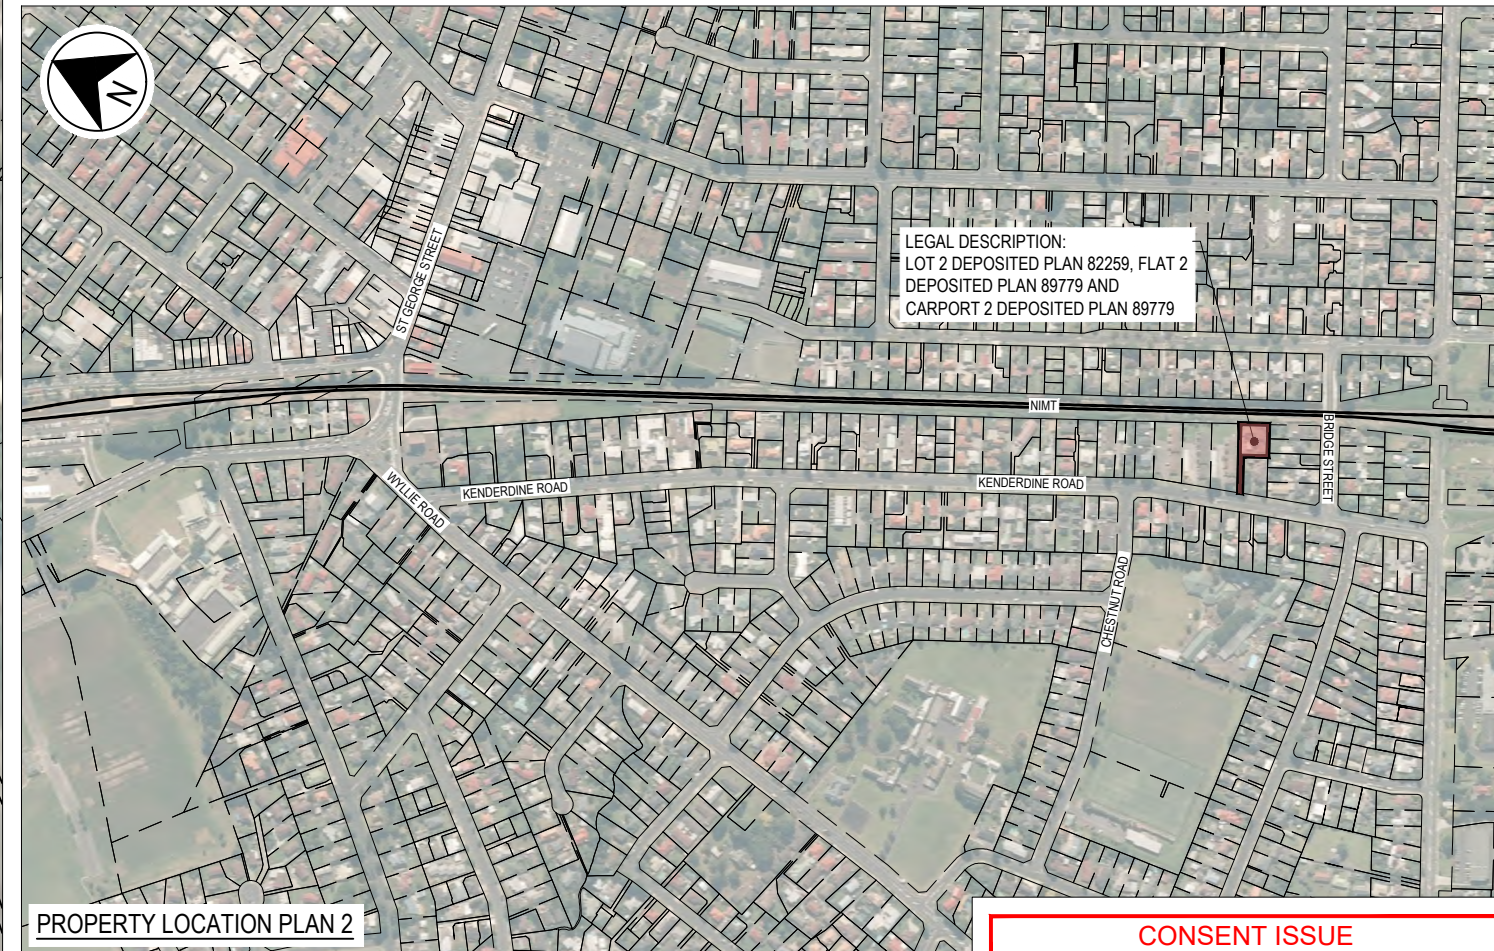 N
ST GEORGE STREET
LEGAL DESCRIPTION:
LOT 2 DEPOSITED PLAN 82259, FLAT 2
DEPOSITED PLAN 89779 AND
CARPORT 2 DEPOSITED PLAN 89779
NIMT
BRIDGE STREET
WYLLIE ROAD
KENDERDINE ROAD
KENDERDINE ROAD
CHESTNUT ROAD
PROPERTY LOCATION PLAN 2
CONSENT ISSUE